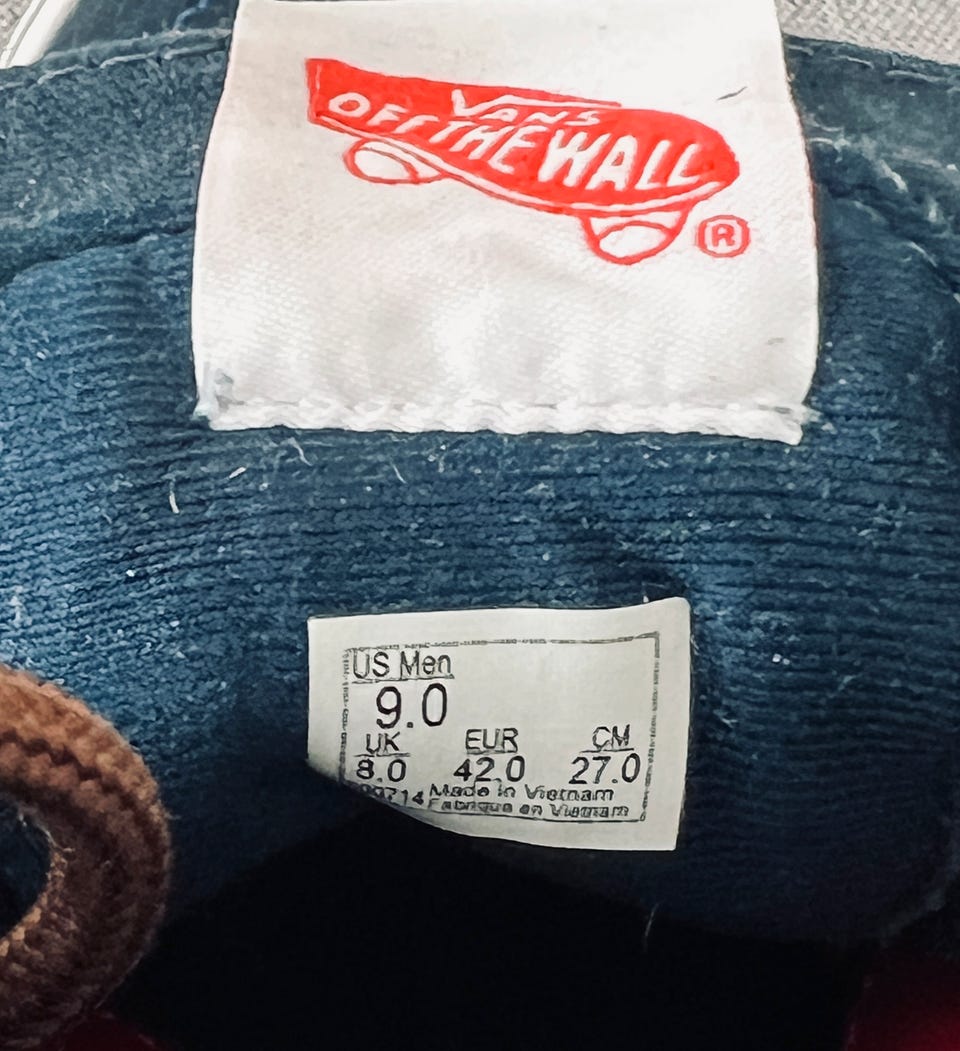 VANS
OFF THE WALL
®
US Men
9.0
UK EUR CM
8.0 42.0 27.0
714 Made in Vietnam
Fabriqué en Vietnam